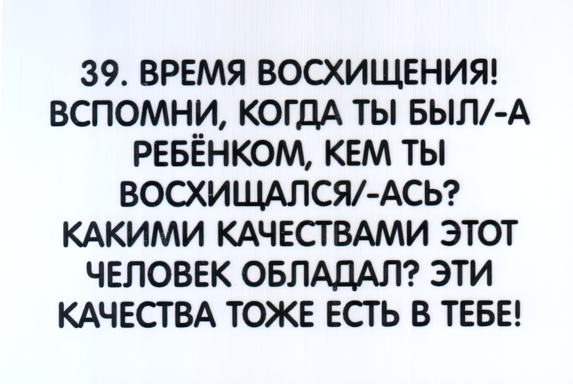 39. ВРЕМЯ ВОСХИЩЕНИЯ!
ВСПОМНИ, КОГДА ТЫ БЫЛ/-А
РЕБЁНКОМ, КЕМ ТЫ
ВОСХИЩАЛСЯ/-АСЬ?
КАКИМИ КАЧЕСТВАМИ ЭТОТ
ЧЕЛОВЕК ОБЛАДАЛ? ЭТИ
КАЧЕСТВА ТОЖЕ ЕСТЬ В ТЕБЕ!